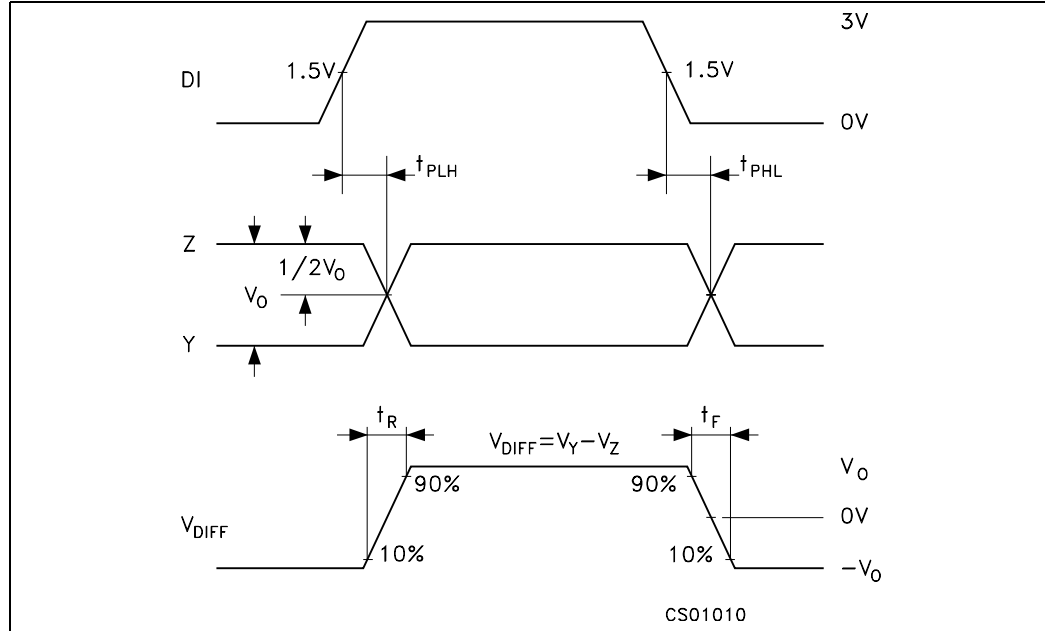 3V
1.5V
1.5V
DI
0V
tPLH
tPHL
Z
1/2VO
VO
Y
tR
tF
VDIFF=VY-VZ
VO
90%
90%
0V
VDIFF
10%
10%
-VO
CS01010